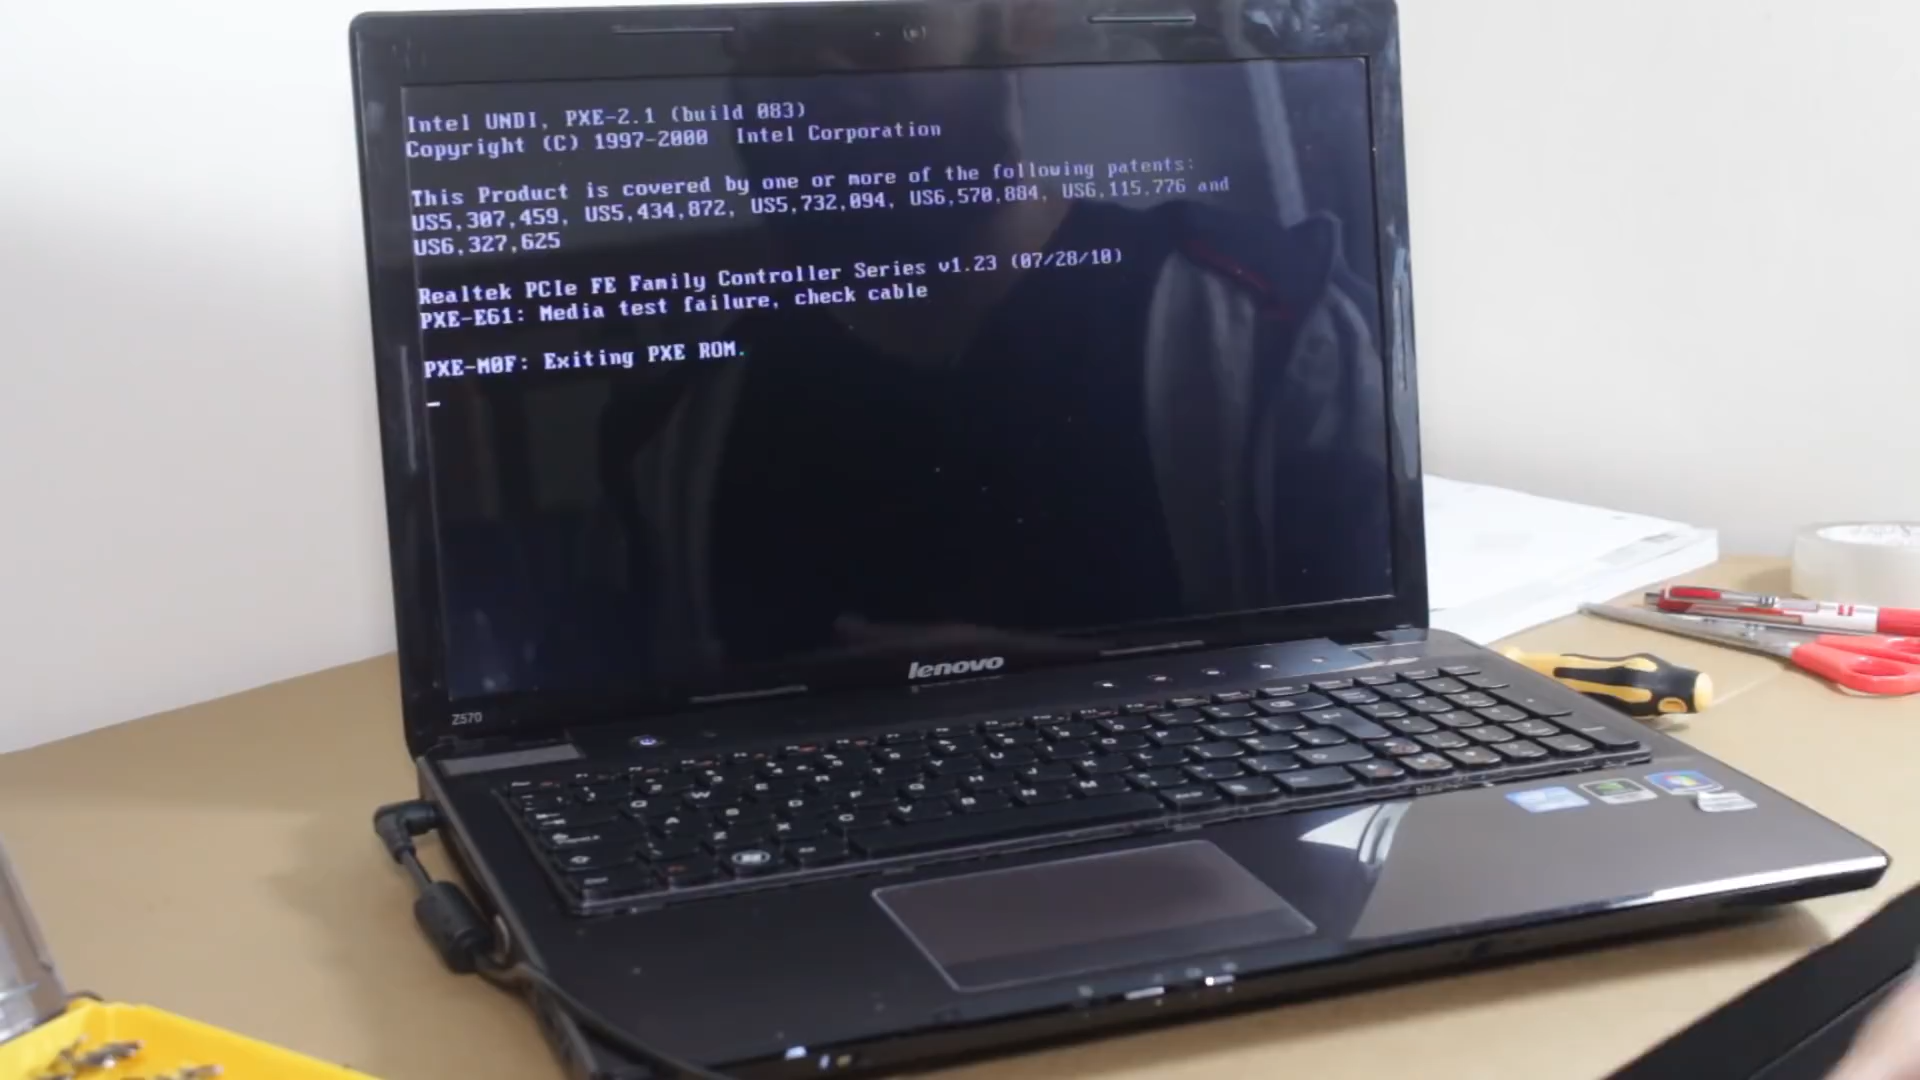 Intel UNDI, PXE-2.1 (build 083)
Copyright (C) 1997-2000  Intel Corporation
This Product is covered by one or more of the following patents:
US5,307,459, US5,434,872, US5,732,094, US6,570,884, US6,115,776 and
US6,327,625
Realtek PCIe FE Family Controller Series v1.23 (07/28/10)
PXE-E61: Media test failure, check cable
PXE-M0F: Exiting PXE ROM.
lenovo
Z570